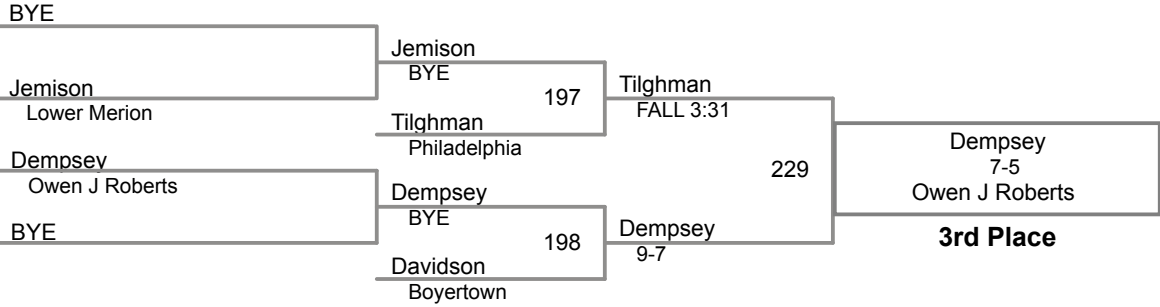 BYE
Jemison
Lower Merion
Dempsey
Owen J Roberts
BYE
Jemison
BYE
197
Tilghman
Philadelphia
Dempsey
BYE
198
Davidson
Boyertown
Tilghman
FALL 3:31
229
Dempsey
9-7
Dempsey
7-5
Owen J Roberts
3rd Place